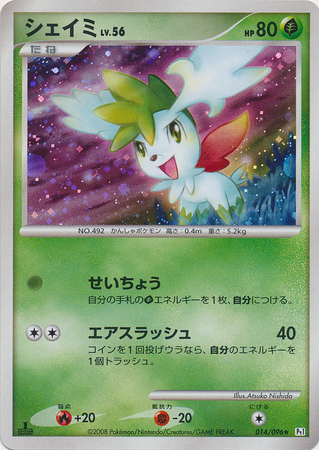 シェイミ LV.56 HP 80
たね
NO.492 かんしゃポケモン 高さ:0.4m 重さ:5.2kg
せいちょう
自分の手札のエネルギーを1枚、自分につける。
エアスラッシュ 40
コインを1回投げウラなら、自分のエネルギーを
1個トラッシュ。
Illus.Atsuko Nishida
弱点 +20 抵抗力 -20 にげる
1 EDITION ©2008 Pokémon/Nintendo/Creatures/GAME FREAK. 014/096★ Pt1